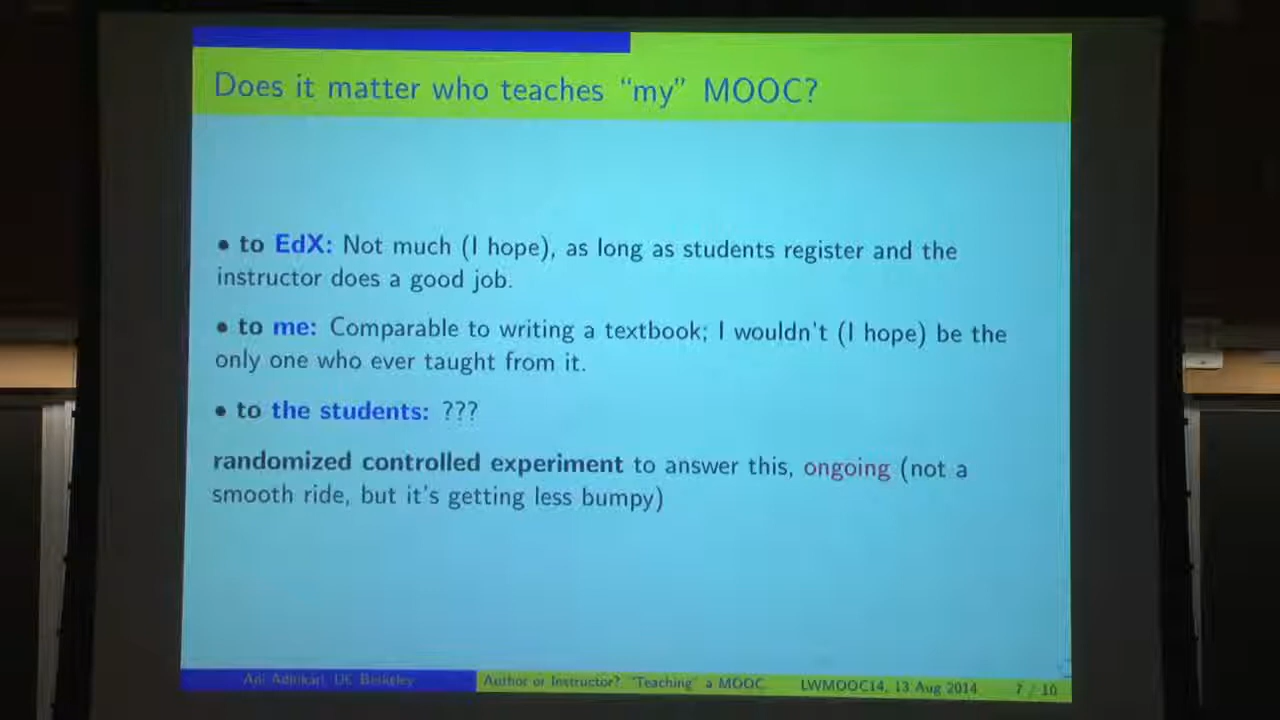 Does it matter who teaches “my” MOOC?
• to EdX: Not much (I hope), as long as students register and the
instructor does a good job.
• to me: Comparable to writing a textbook; I wouldn't (I hope) be the
only one who ever taught from it.
• to the students: ???
randomized controlled experiment to answer this, ongoing (not a
smooth ride, but it's getting less bumpy)
Ani Adhikari, UC Berkeley
Author or Instructor? "Teaching" a MOOC
LWMOOC14, 13 Aug 2014
7 / 10